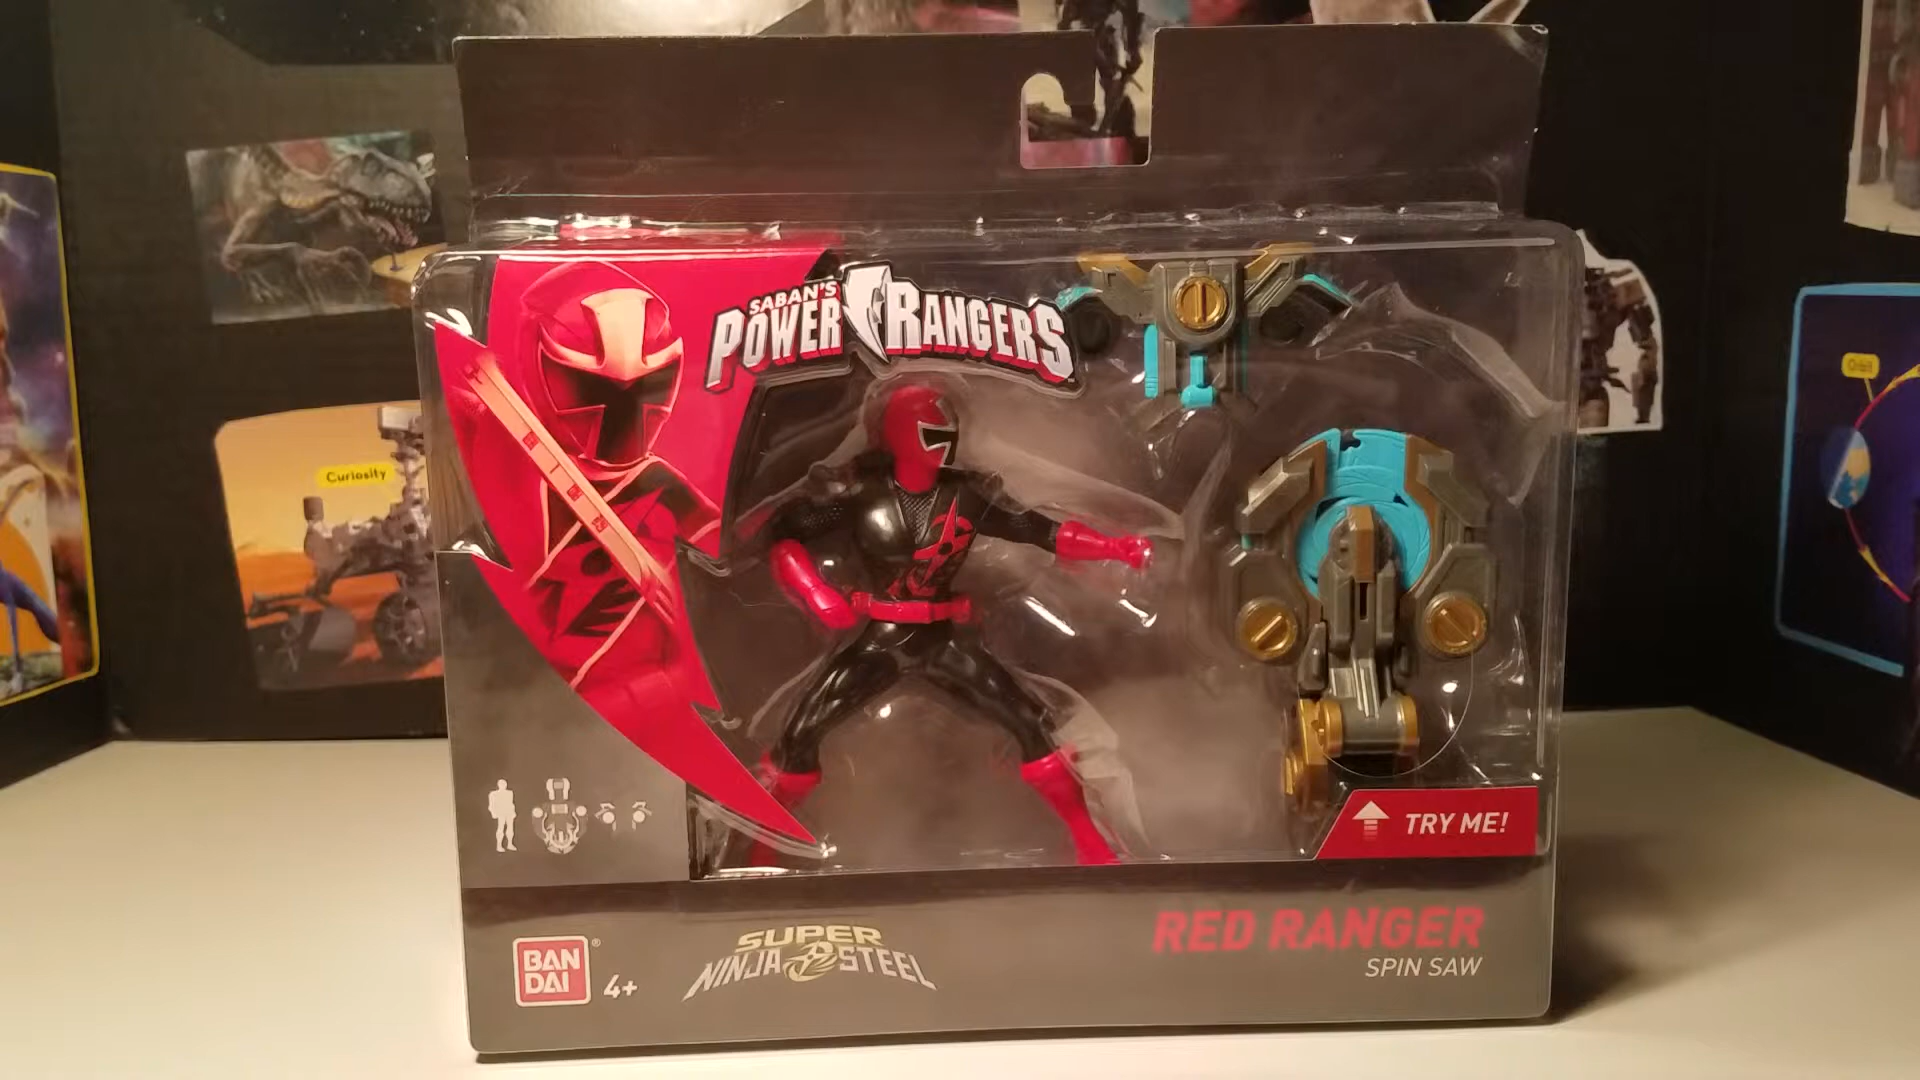 SABAN'S
POWER RANGERS
Curiosity
Orbit
TRY ME!
BAN
DAI
®
4+
SUPER
NINJA STEEL
RED RANGER
SPIN SAW